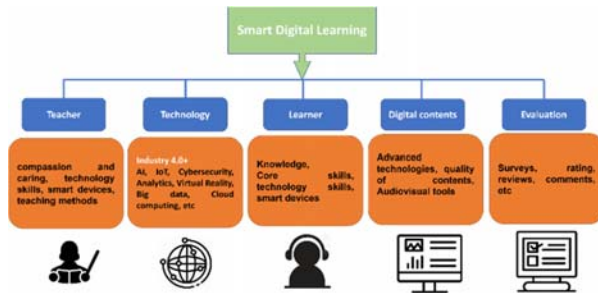 Smart Digital Learning
Teacher
Technology
Learner
Digital contents
Evaluation
compassion and
caring, technology
skills, smart devices,
teaching methods
Industry 4.0+
AI, IoT, Cybersecurity,
Analytics, Virtual Reality,
Big data, Cloud
computing, etc
Knowledge,
Core skills,
technology skills,
smart devices
Advanced
technologies, quality
of contents,
Audiovisual tools
Surveys, rating,
reviews, comments,
etc